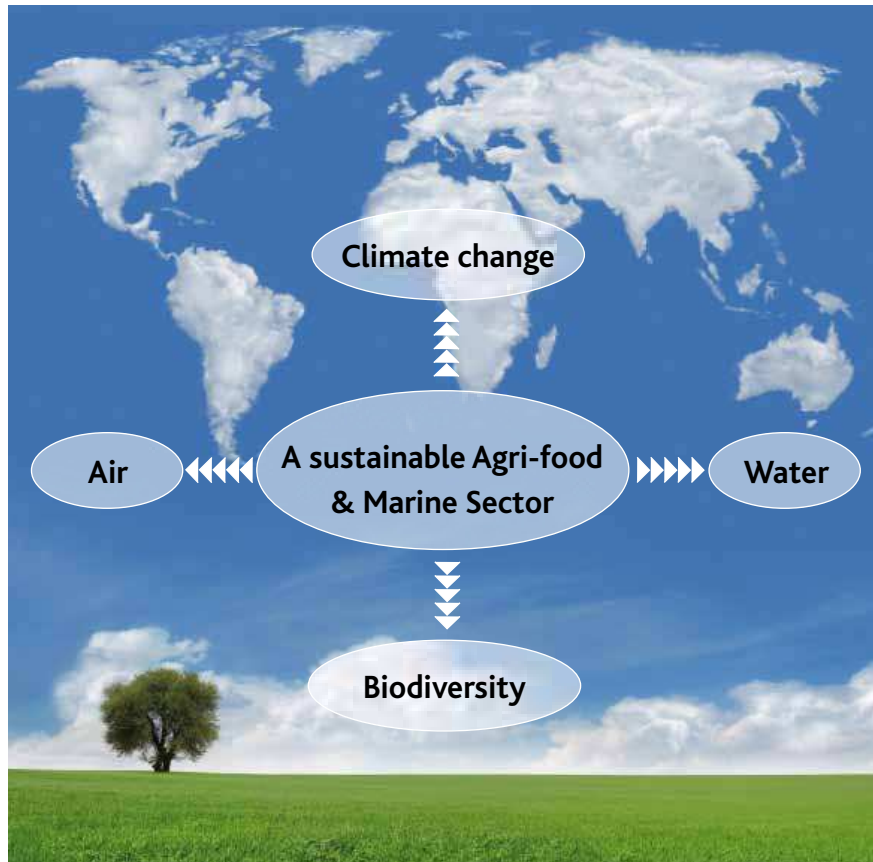 Climate change
Air
A sustainable Agri-food
& Marine Sector
Water
Biodiversity